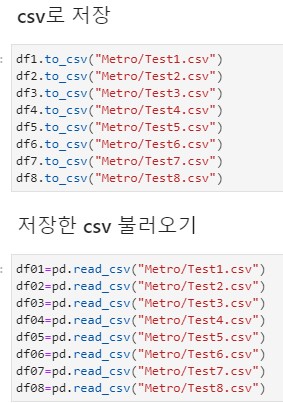 csv로 저장
df1.to_csv("Metro/Test1.csv")
df2.to_csv("Metro/Test2.csv")
df3.to_csv("Metro/Test3.csv")
df4.to_csv("Metro/Test4.csv")
df5.to_csv("Metro/Test5.csv")
df6.to_csv("Metro/Test6.csv")
df7.to_csv("Metro/Test7.csv")
df8.to_csv("Metro/Test8.csv")
저장한 csv 불러오기
df01=pd.read_csv("Metro/Test1.csv")
df02=pd.read_csv("Metro/Test2.csv")
df03=pd.read_csv("Metro/Test3.csv")
df04=pd.read_csv("Metro/Test4.csv")
df05=pd.read_csv("Metro/Test5.csv")
df06=pd.read_csv("Metro/Test6.csv")
df07=pd.read_csv("Metro/Test7.csv")
df08=pd.read_csv("Metro/Test8.csv")